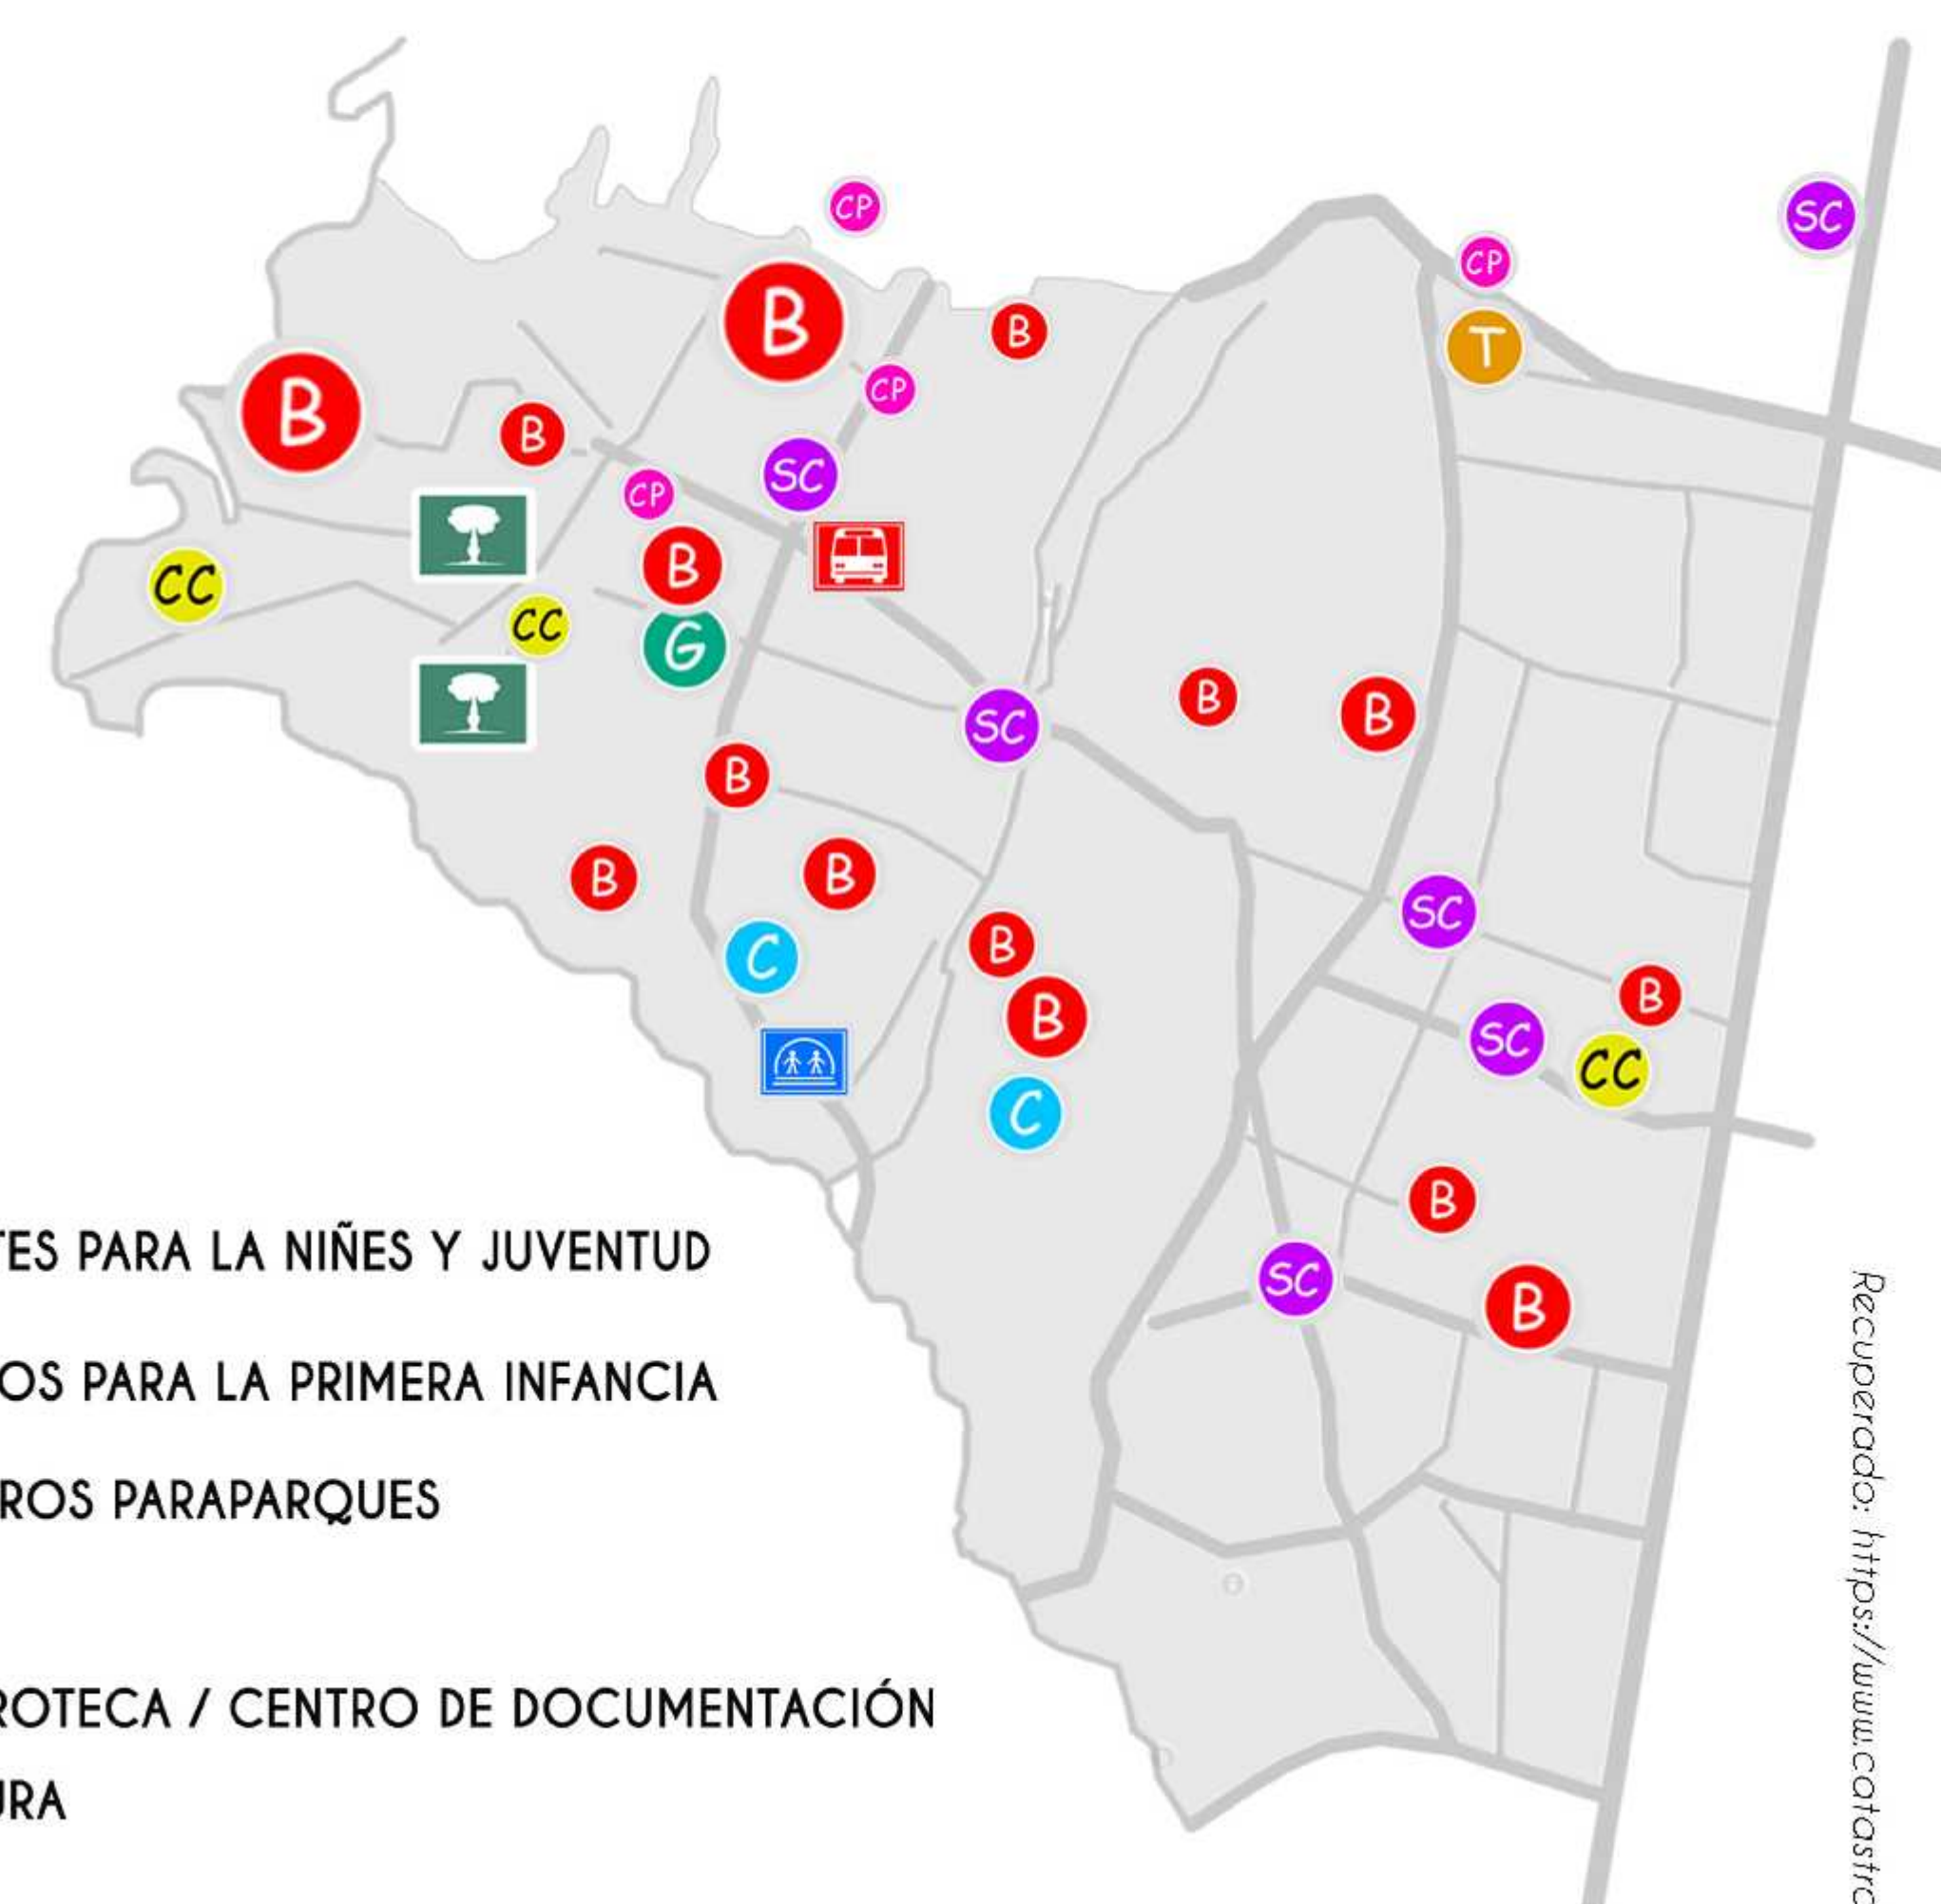 CP
SC
CP
B
B
T
CP
B
B
SC
CP
B
CC
CC
G
B
B
SC
B
B
B
SC
B
C
B
B
SC
B
CC
C
B
SC
B
TES PARA LA NIÑES Y JUVENTUD
OS PARA LA PRIMERA INFANCIA
ROS PARAPARQUES
ROTECA / CENTRO DE DOCUMENTACIÓN
URA
Recuperado: https://www.catastro